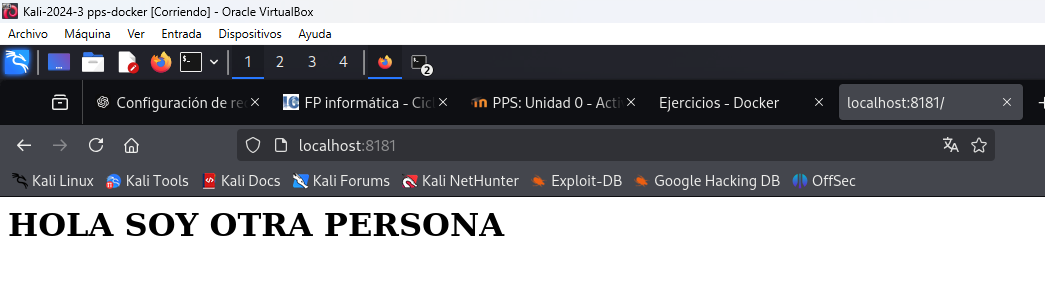 Kali-2024-3 pps-docker [Corriendo] - Oracle VirtualBox
Archivo Máquina Ver Entrada Dispositivos Ayuda
1 2 3 4 2
Configuración de re FP informática - Cicl PPS: Unidad 0 - Acti Ejercicios - Docker localhost:8181/
localhost:8181
Kali Linux Kali Tools Kali Docs Kali Forums Kali NetHunter Exploit-DB Google Hacking DB OffSec
HOLA SOY OTRA PERSONA